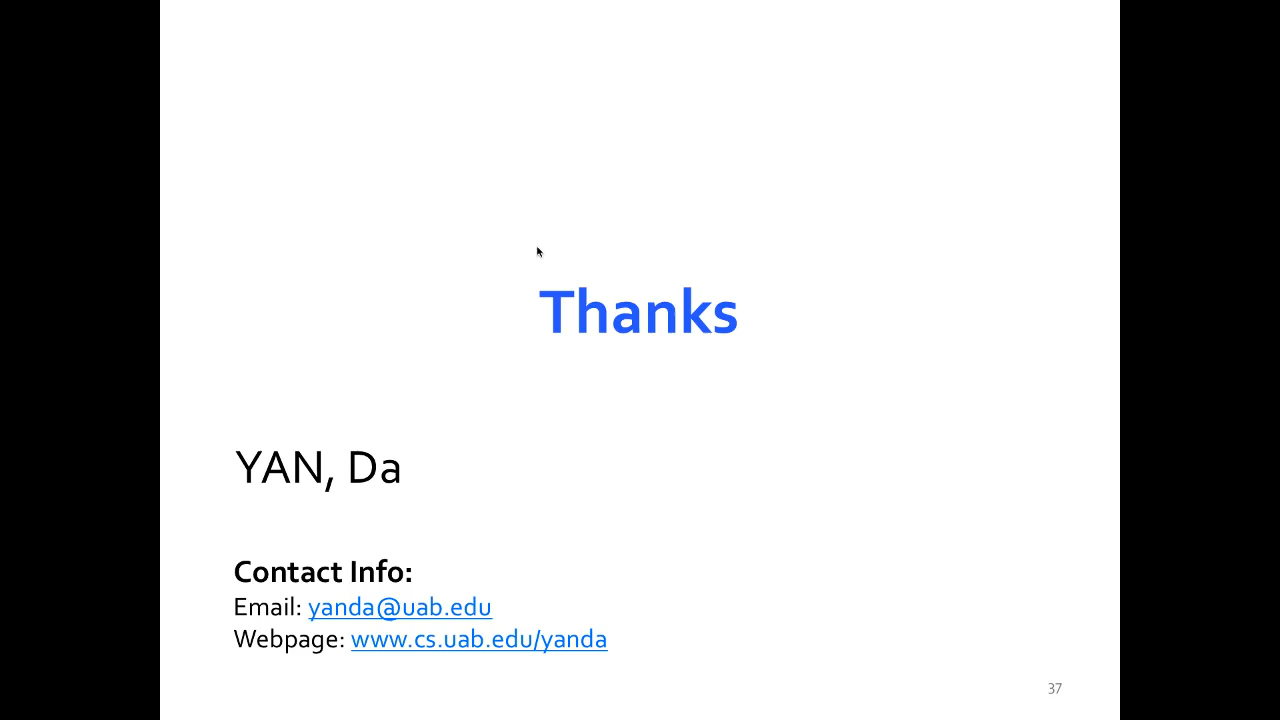 Thanks
YAN, Da
Contact Info:
Email: yanda@uab.edu
Webpage: www.cs.uab.edu/yanda
37